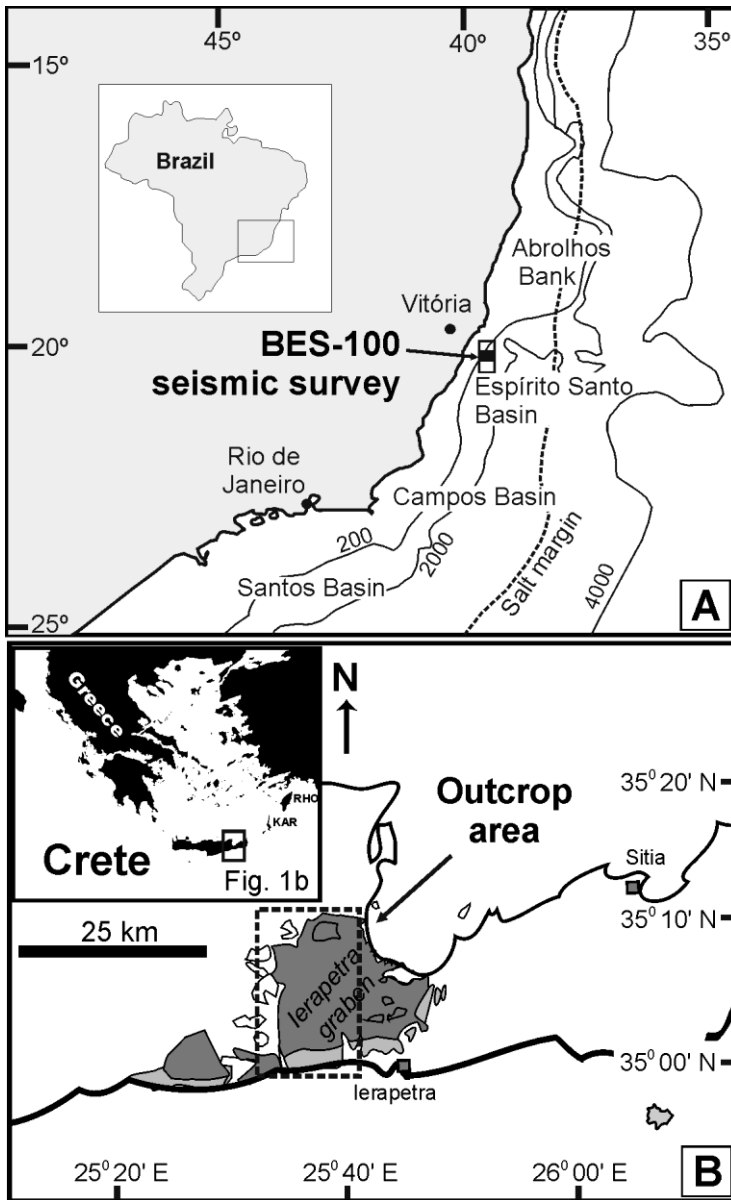 45º
40º
35º
15º
Brazil
Abrolhos
Bank
Vitória
20º
BES-100
seismic survey
Espírito Santo
Basin
Rio de
Janeiro
Campos Basin
200
2000
Santos Basin
Salt margin
4000
25º
A
Greece
RHO
KAR
Crete
Fig. 1b
N
Outcrop
area
35⁰ 20' N
Sitia
35⁰ 10' N
25 km
Ierapetra
graben
35⁰ 00' N
Ierapetra
25⁰ 20' E
25⁰ 40' E
26⁰ 00' E
B